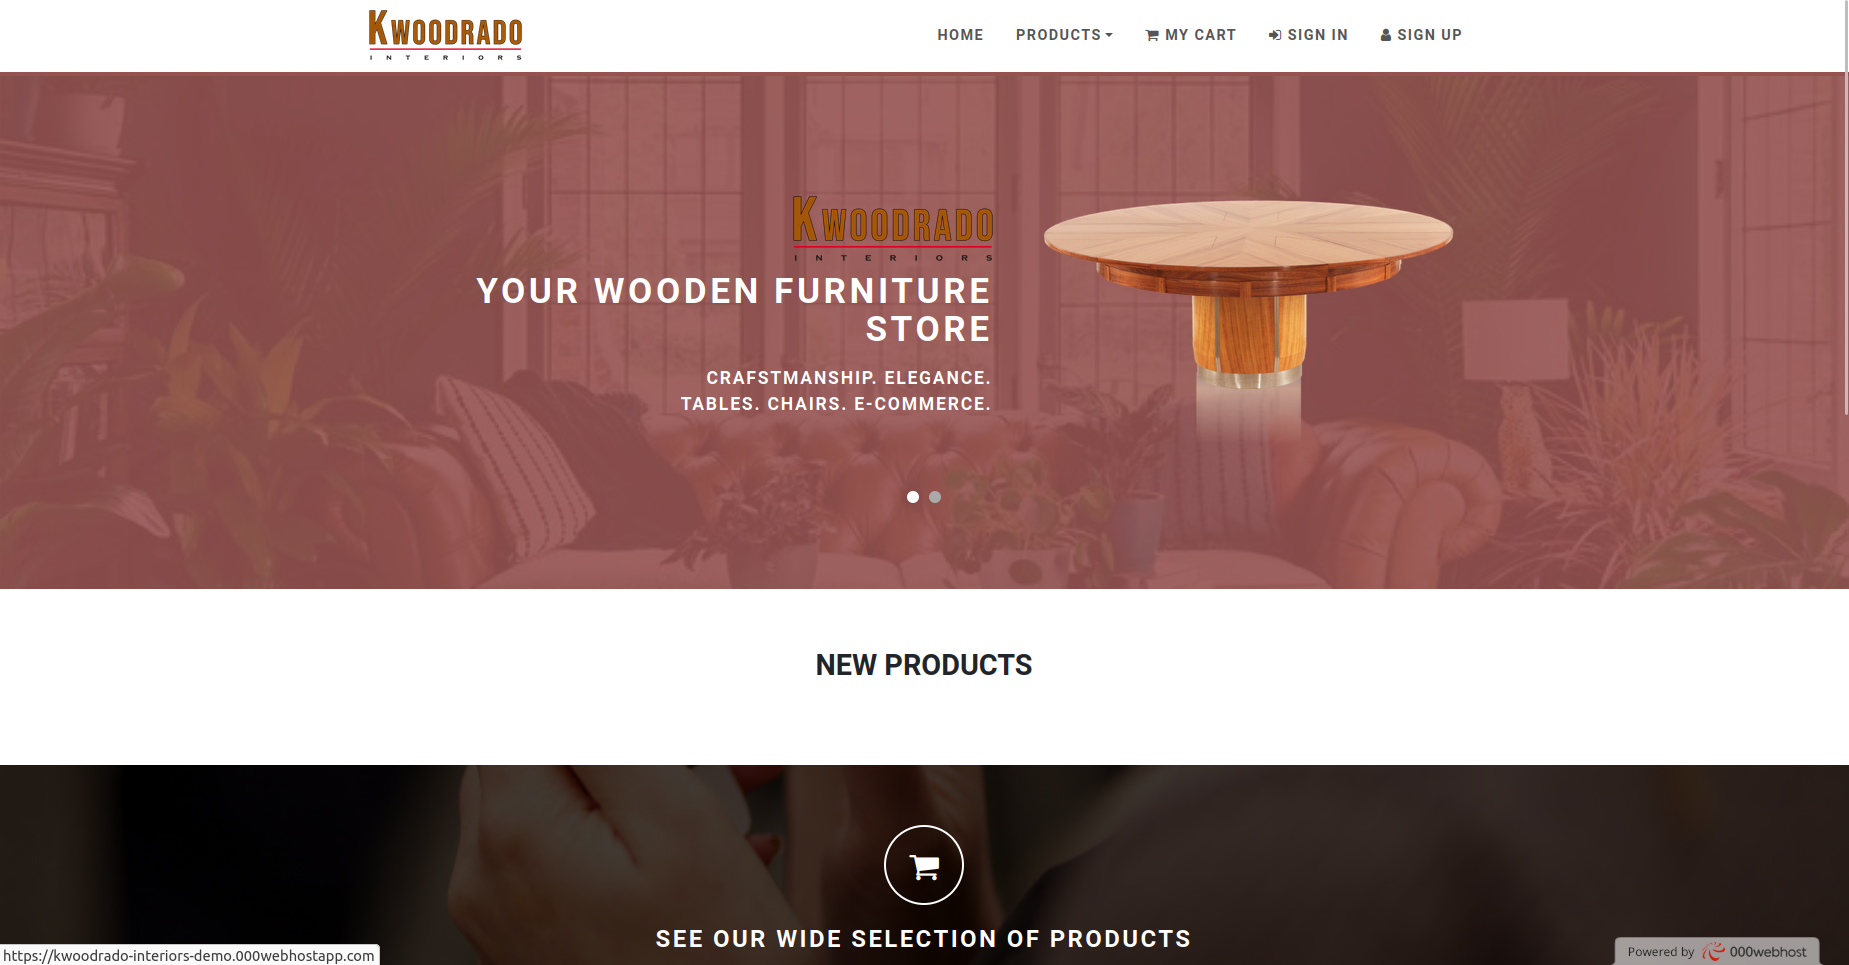 KWOODRADO
INTERIORS
HOME
PRODUCTS
MY CART
SIGN IN
SIGN UP
KWOODRADO
INTERIORS
YOUR WOODEN FURNITURE
STORE
CRAFSTMANSHIP. ELEGANCE.
TABLES. CHAIRS. E-COMMERCE.
NEW PRODUCTS
SEE OUR WIDE SELECTION OF PRODUCTS
https://kwoodrado-interiors-demo.000webhostapp.com
Powered by 000webhost